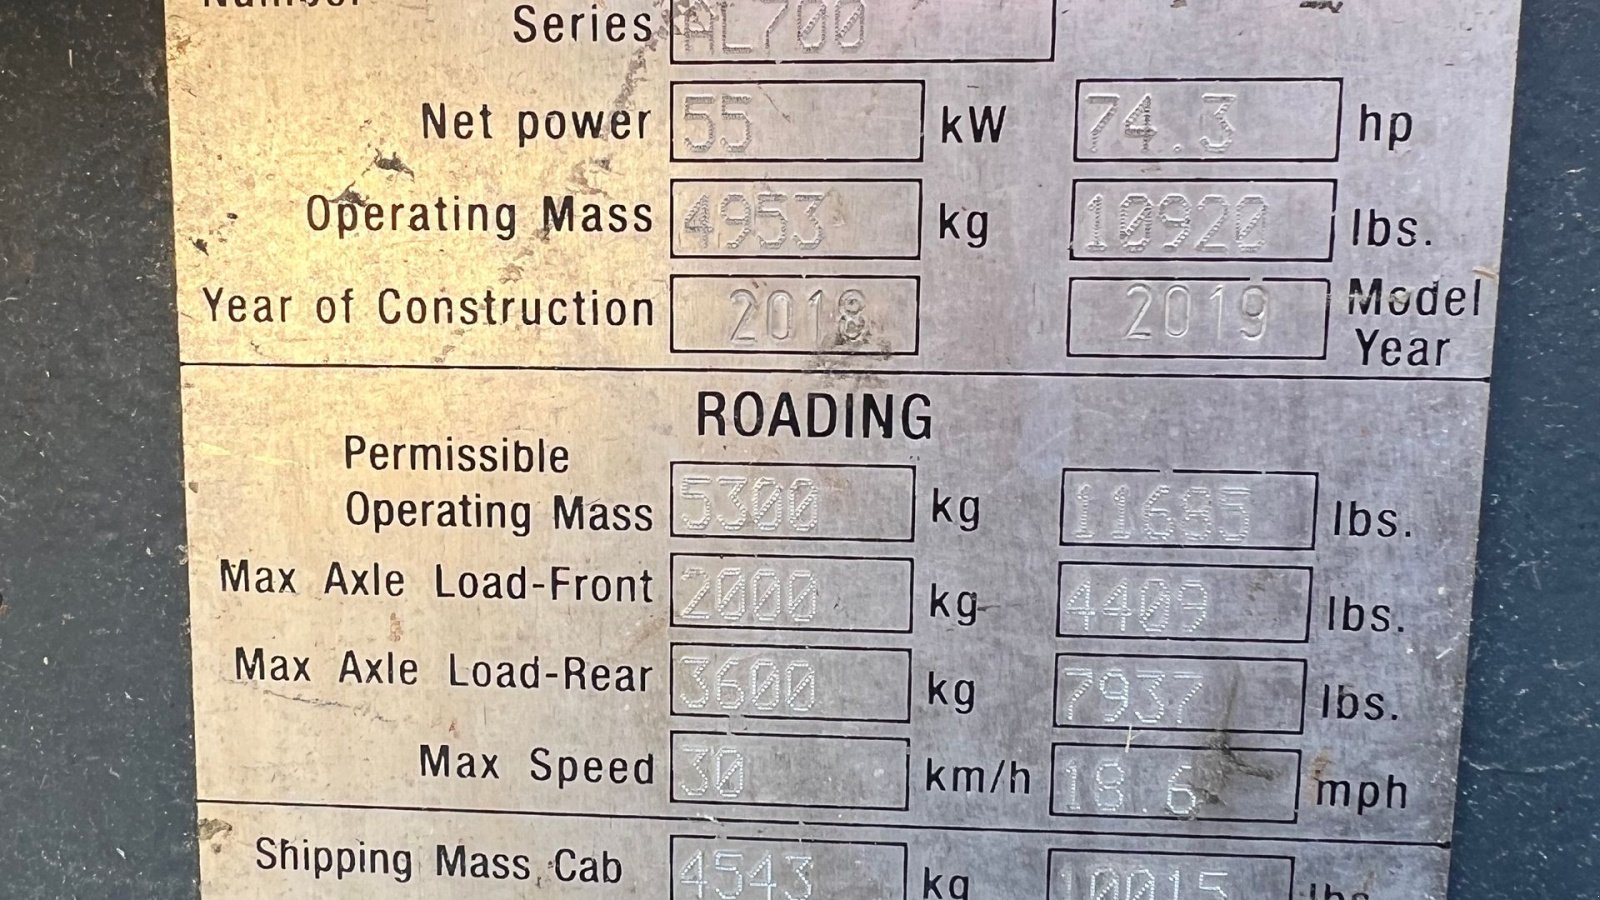 Number
Series AL700
Net power 55 kW 74.3 hp
Operating Mass 4953 kg 10920 lbs.
Year of Construction 2018 2019 Model
Year
ROADING
Permissible
Operating Mass 5300 kg 11685 lbs.
Max Axle Load-Front 2000 kg 4409 lbs.
Max Axle Load-Rear 3600 kg 7937 lbs.
Max Speed 30 km/h 18.6 mph
Shipping Mass Cab 4543 kg 10015 lbs